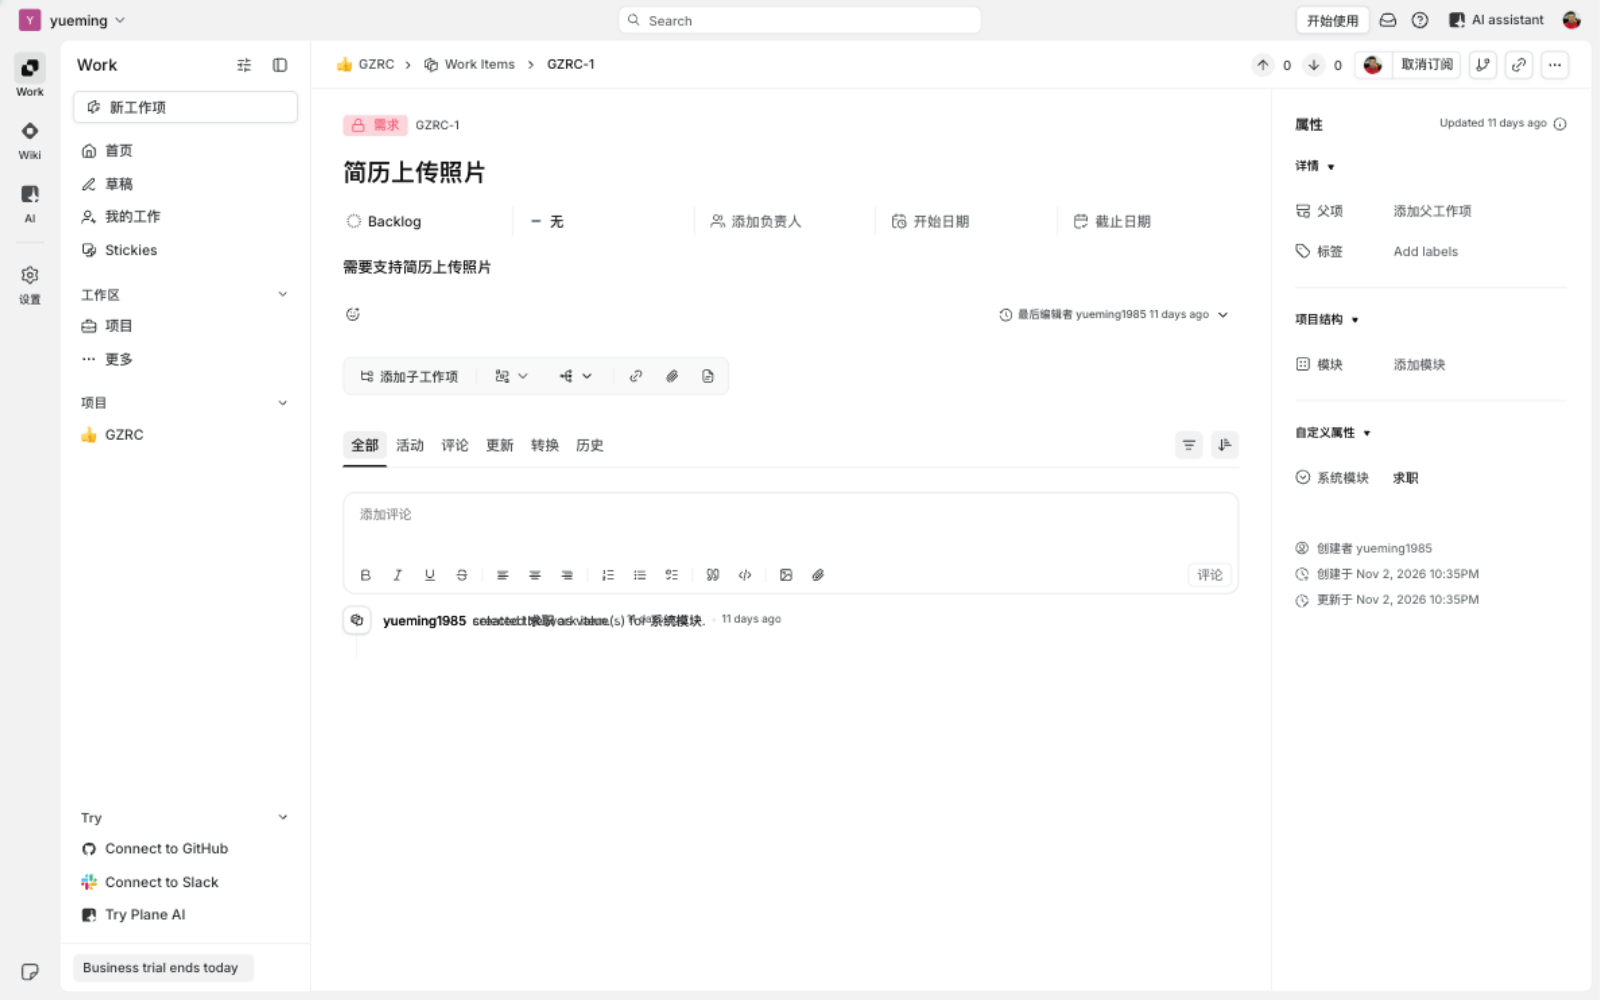 Y yueming
Search
开始使用
AI assistant
Work
Wiki
AI
设置
Work
新工作项
首页
草稿
我的工作
Stickies
工作区
项目
更多
项目
GZRC
Try
Connect to GitHub
Connect to Slack
Try Plane AI
Business trial ends today
GZRC
Work Items
GZRC-1
0
0
取消订阅
需求 GZRC-1
简历上传照片
Backlog
无
添加负责人
开始日期
截止日期
需要支持简历上传照片
最后编辑者 yueming1985 11 days ago
添加子工作项
全部 活动 评论 更新 转换 历史
添加评论
评论
yueming1985
for 系统模块. 11 days ago
属性
Updated 11 days ago
详情
父项 添加父工作项
标签 Add labels
项目结构
模块 添加模块
自定义属性
系统模块 求职
创建者 yueming1985
创建于 Nov 2, 2026 10:35PM
更新于 Nov 2, 2026 10:35PM